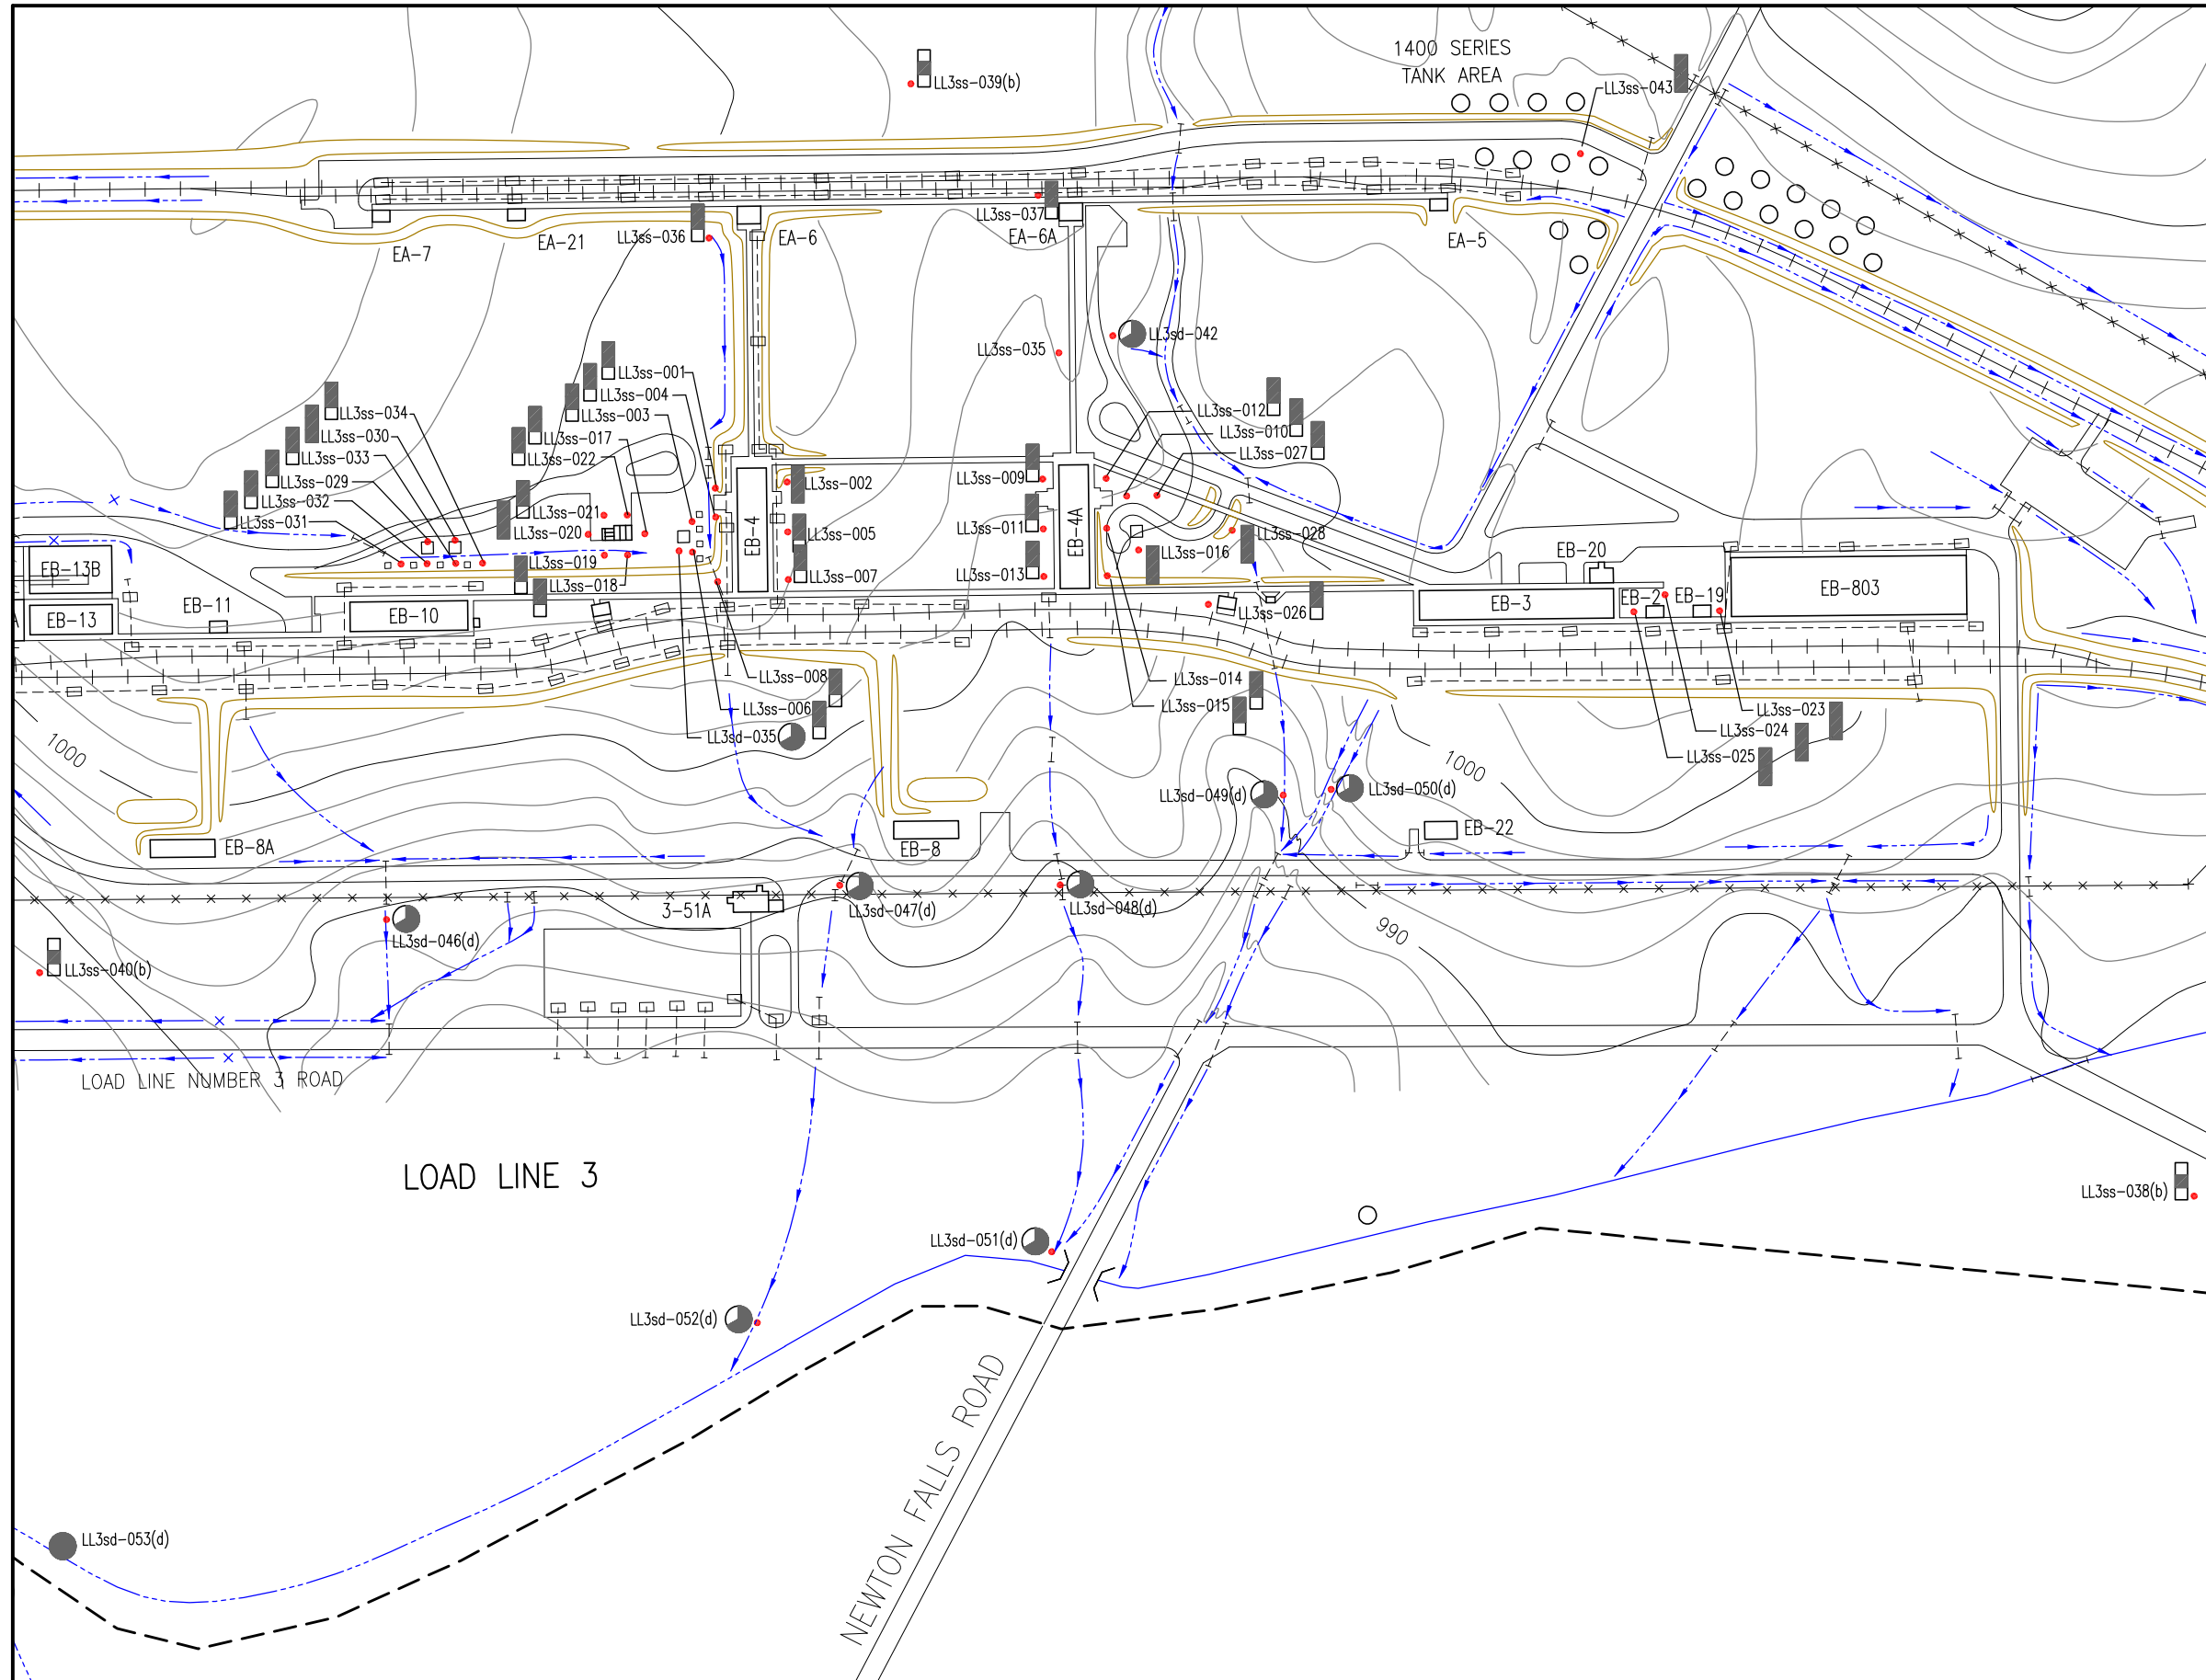 1400 SERIES
TANK AREA
LL3ss-039(b)
LL3ss-043
LL3ss-037
EA-6A
LL3ss-036
EA-6
EA-7
EA-21
EA-5
LL3sd-042
LL3ss-035
LL3ss-001
LL3ss-004
LL3ss-003
LL3ss-017
LL3ss-022
LL3ss-034
LL3ss-030
LL3ss-033
LL3ss-029
LL3ss-032
LL3ss-031
LL3ss-021
LL3ss-020
LL3ss-019
LL3ss-018
LL3ss-012
LL3ss-010
LL3ss-027
LL3ss-009
LL3ss-011
LL3ss-013
LL3ss-002
LL3ss-005
LL3ss-007
EB-4
EB-4A
LL3ss-028
LL3ss-016
LL3ss-026
EB-20
EB-3
EB-2
EB-19
EB-803
EB-13B
EB-13
A
EB-11
EB-10
LL3ss-008
LL3ss-006
LL3sd-035
LL3ss-014
LL3ss-015
LL3ss-023
LL3ss-024
LL3ss-025
1000
1000
LL3sd-049(d)
LL3sd-050(d)
EB-22
EB-8A
EB-8
3-51A
LL3sd-047(d)
LL3sd-048(d)
LL3sd-046(d)
990
LL3ss-040(b)
LOAD LINE NUMBER 3 ROAD
LOAD LINE 3
LL3ss-038(b)
LL3sd-051(d)
LL3sd-052(d)
NEWTON FALLS ROAD
LL3sd-053(d)